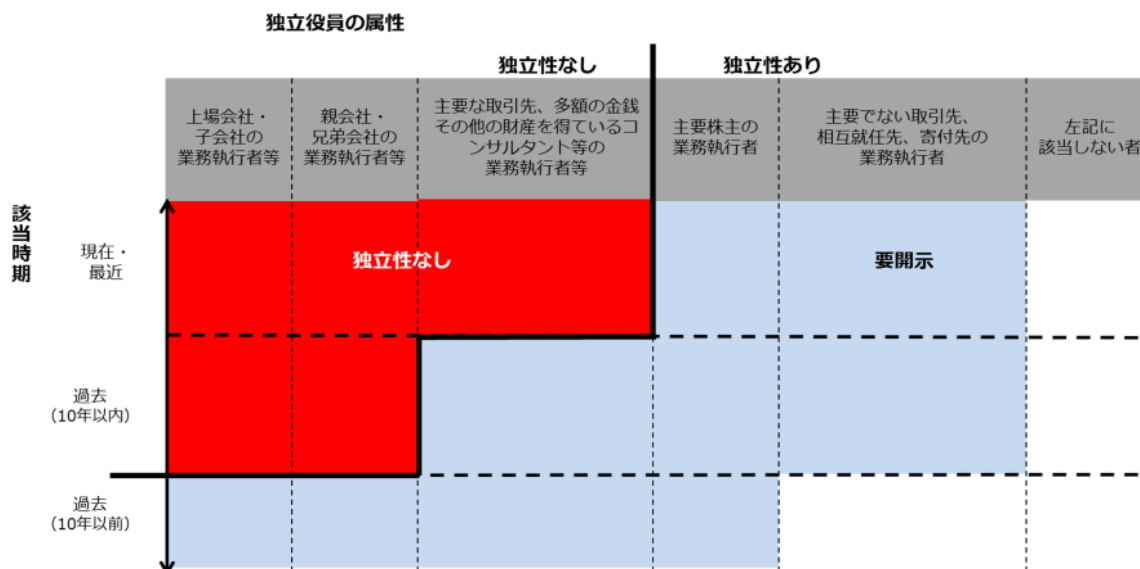 独立役員の属性
独立性なし
独立性あり
上場会社・
子会社の
業務執行者等
親会社・
兄弟会社の
業務執行者等
主要な取引先、多額の金銭
その他の財産を得ているコ
ンサルタント等の
業務執行者等
主要株主の
業務執行者
主要でない取引先、
相互就任先、寄付先の
業務執行者
左記に
該当しない者
該当時期
現在・
最近
独立性なし
要開示
過去
(10年以内)
過去
(10年以前)